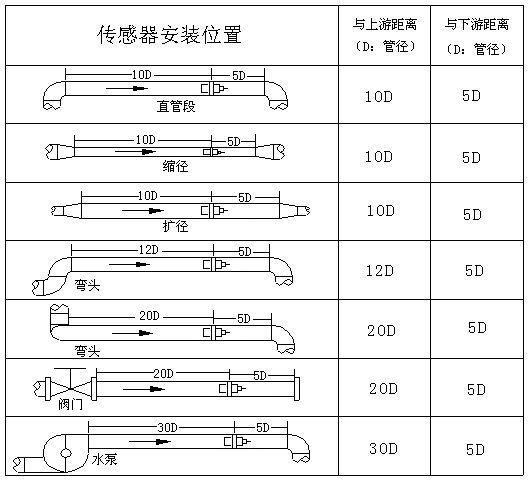 传感器安装位置
与上游距离
(D: 管径)
与下游距离
(D: 管径)
10D 5D
直管段
10D
5D
10D 5D
缩径
10D
5D
10D 5D
扩径
10D
5D
12D 5D
弯头
12D
5D
20D 5D
弯头
20D
5D
20D 5D
阀门
20D
5D
30D 5D
水泵
30D
5D